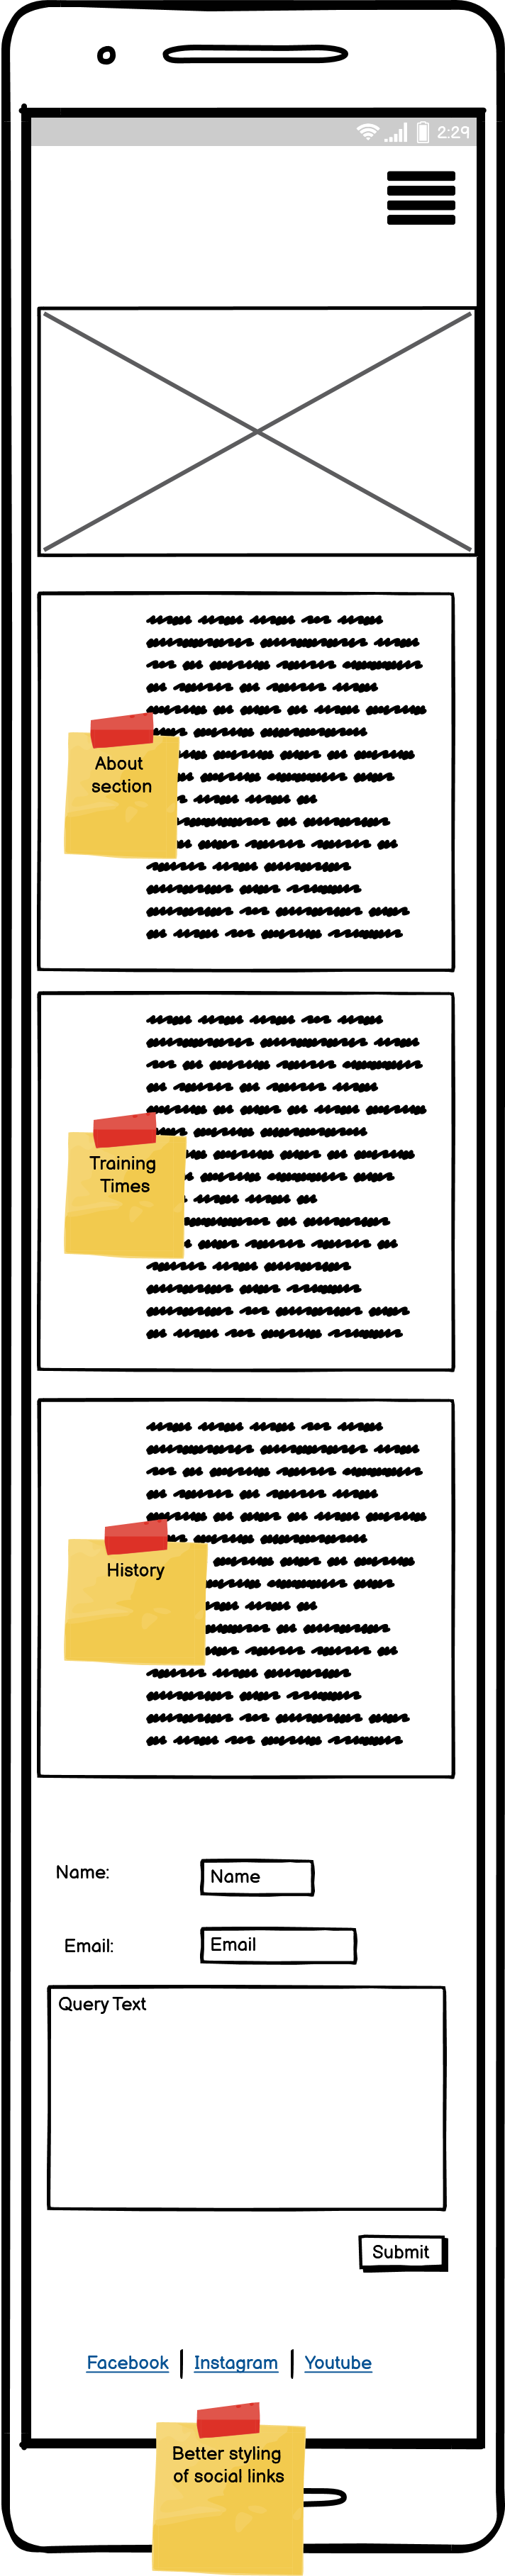 2:29
About
section
Training
Times
History
Name:
Name
Email:
Email
Query Text
Submit
Facebook | Instagram | Youtube
Better styling
of social links